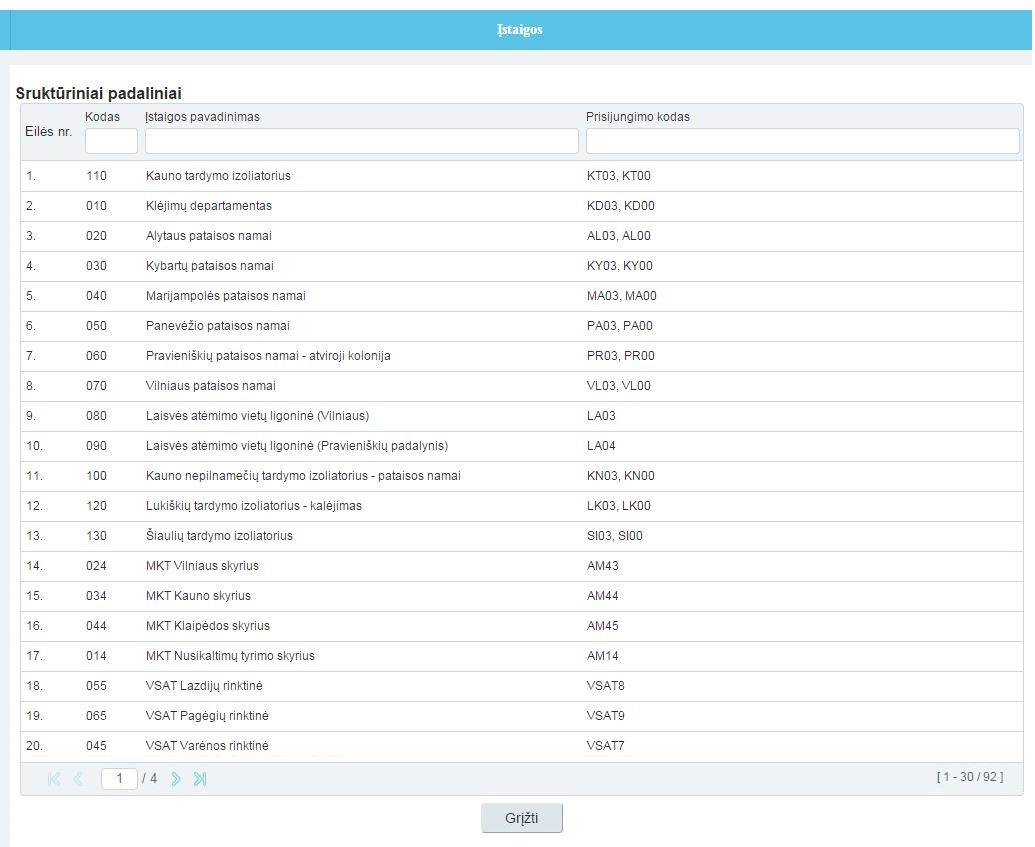 Įstaigos
Sruktūriniai padaliniai
Eilės nr. Kodas Įstaigos pavadinimas Prisijungimo kodas
1. 110 Kauno tardymo izoliatorius KT03, KT00
2. 010 Klėjimų departamentas KD03, KD00
3. 020 Alytaus pataisos namai AL03, AL00
4. 030 Kybartų pataisos namai KY03, KY00
5. 040 Marijampolės pataisos namai MA03, MA00
6. 050 Panevėžio pataisos namai PA03, PA00
7. 060 Pravieniškių pataisos namai - atviroji kolonija PR03, PR00
8. 070 Vilniaus pataisos namai VL03, VL00
9. 080 Laisvės atėmimo vietų ligoninė (Vilniaus) LA03
10. 090 Laisvės atėmimo vietų ligoninė (Pravieniškių padalynis) LA04
11. 100 Kauno nepilnamečių tardymo izoliatorius - pataisos namai KN03, KN00
12. 120 Lukiškių tardymo izoliatorius - kalėjimas LK03, LK00
13. 130 Šiaulių tardymo izoliatorius SI03, SI00
14. 024 MKT Vilniaus skyrius AM43
15. 034 MKT Kauno skyrius AM44
16. 044 MKT Klaipėdos skyrius AM45
17. 014 MKT Nusikaltimų tyrimo skyrius AM14
18. 055 VSAT Lazdijų rinktinė VSAT8
19. 065 VSAT Pagėgių rinktinė VSAT9
20. 045 VSAT Varėnos rinktinė VSAT7
1 / 4 [ 1 - 30 / 92 ]
Grįžti